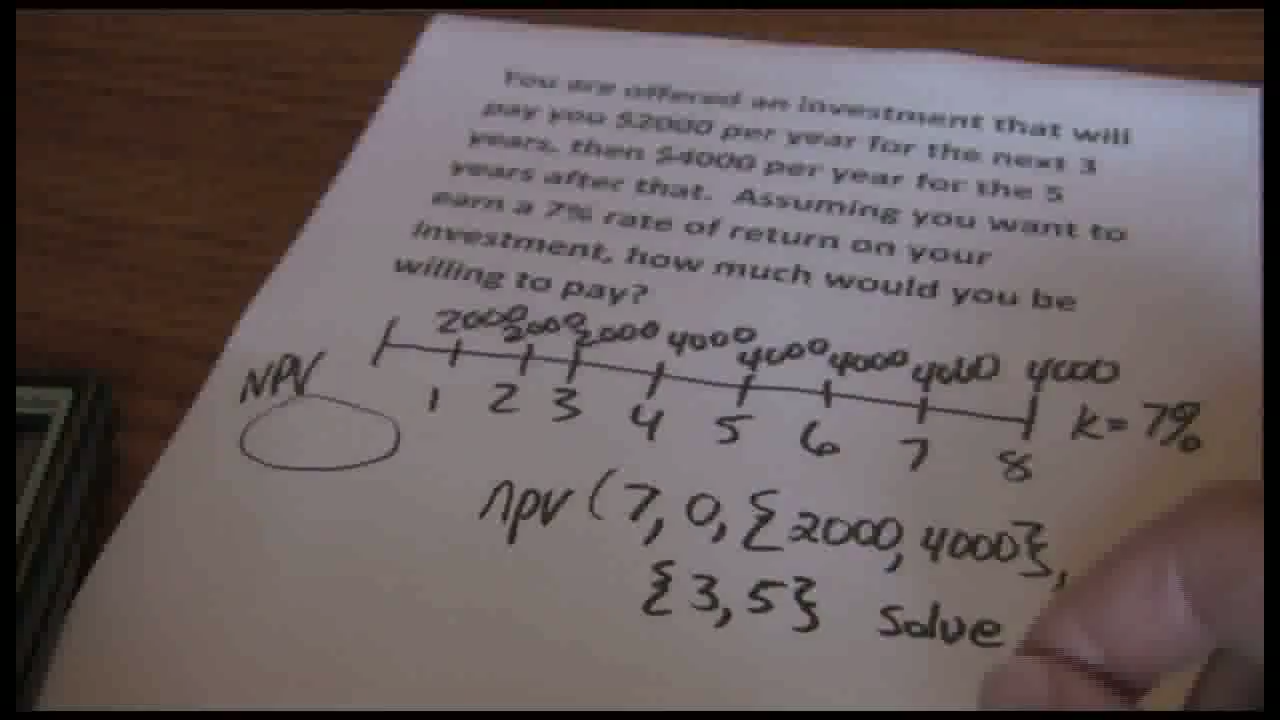 You are offered an investment that will
pay you $2000 per year for the next 3
years, then $4000 per year for the 5
years after that. Assuming you want to
earn a 7% rate of return on your
investment, how much would you be
willing to pay?
2000 2000 2000 4000 4000 4000 4000 4000
NPV
1 2 3 4 5 6 7 8 k = 7%
npv (7, 0, {2000, 4000},
{3, 5} Solve